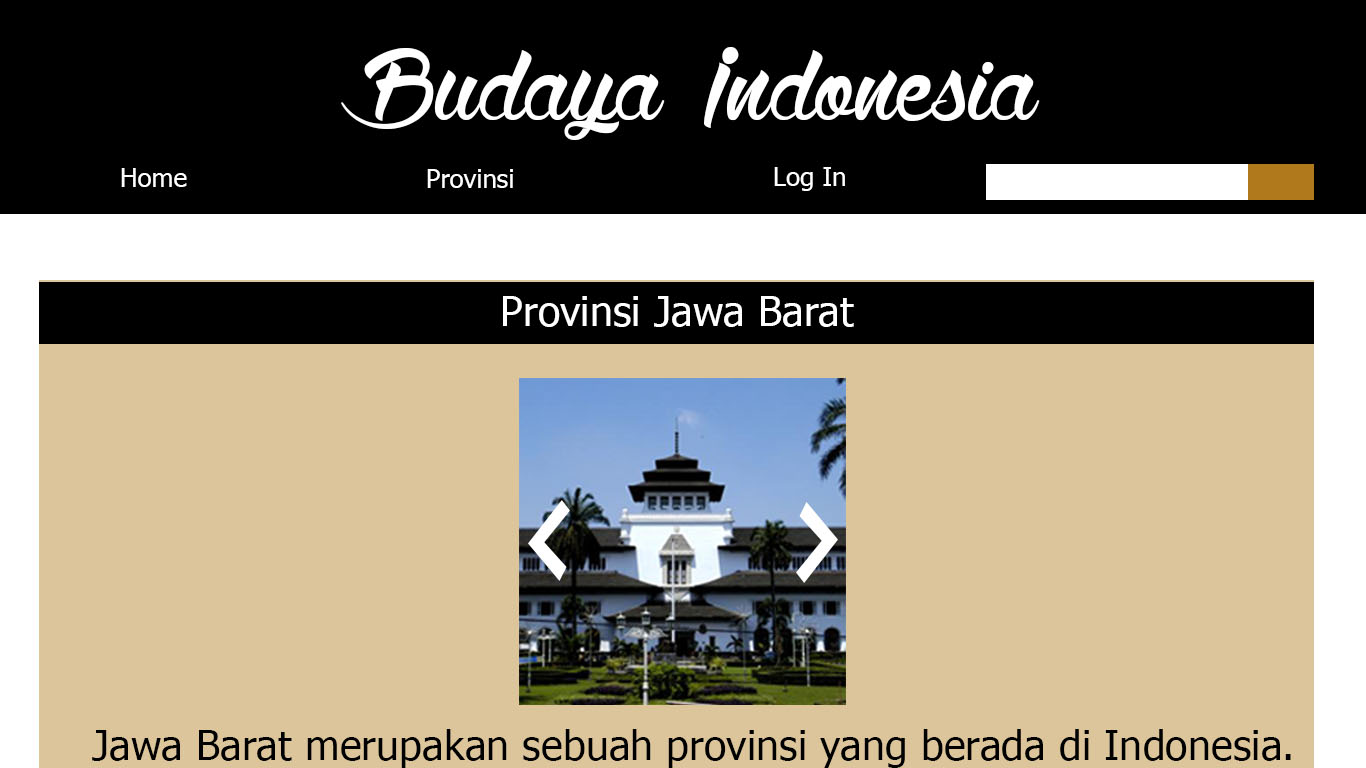 Budaya Indonesia
Home
Provinsi
Log In
Provinsi Jawa Barat
Jawa Barat merupakan sebuah provinsi yang berada di Indonesia.